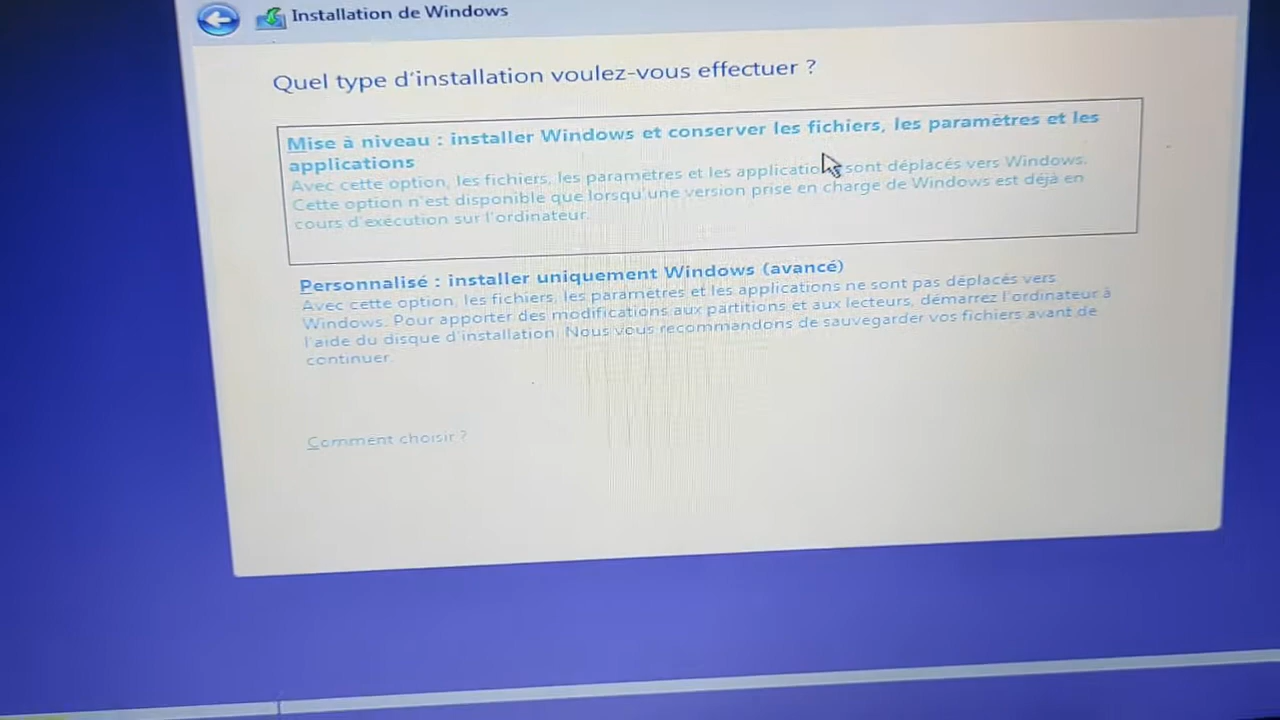 Installation de Windows
Quel type d'installation voulez-vous effectuer ?
Mise à niveau : installer Windows et conserver les fichiers, les paramètres et les
applications
Avec cette option, les fichiers, les paramètres et les applications sont déplacés vers Windows.
Cette option n'est disponible que lorsqu'une version prise en charge de Windows est déjà en
cours d'exécution sur l'ordinateur.
Personnalisé : installer uniquement Windows (avancé)
Avec cette option, les fichiers, les paramètres et les applications ne sont pas déplacés vers
Windows. Pour apporter des modifications aux partitions et aux lecteurs, démarrez l'ordinateur à
l'aide du disque d'installation. Nous vous recommandons de sauvegarder vos fichiers avant de
continuer.
Comment choisir ?